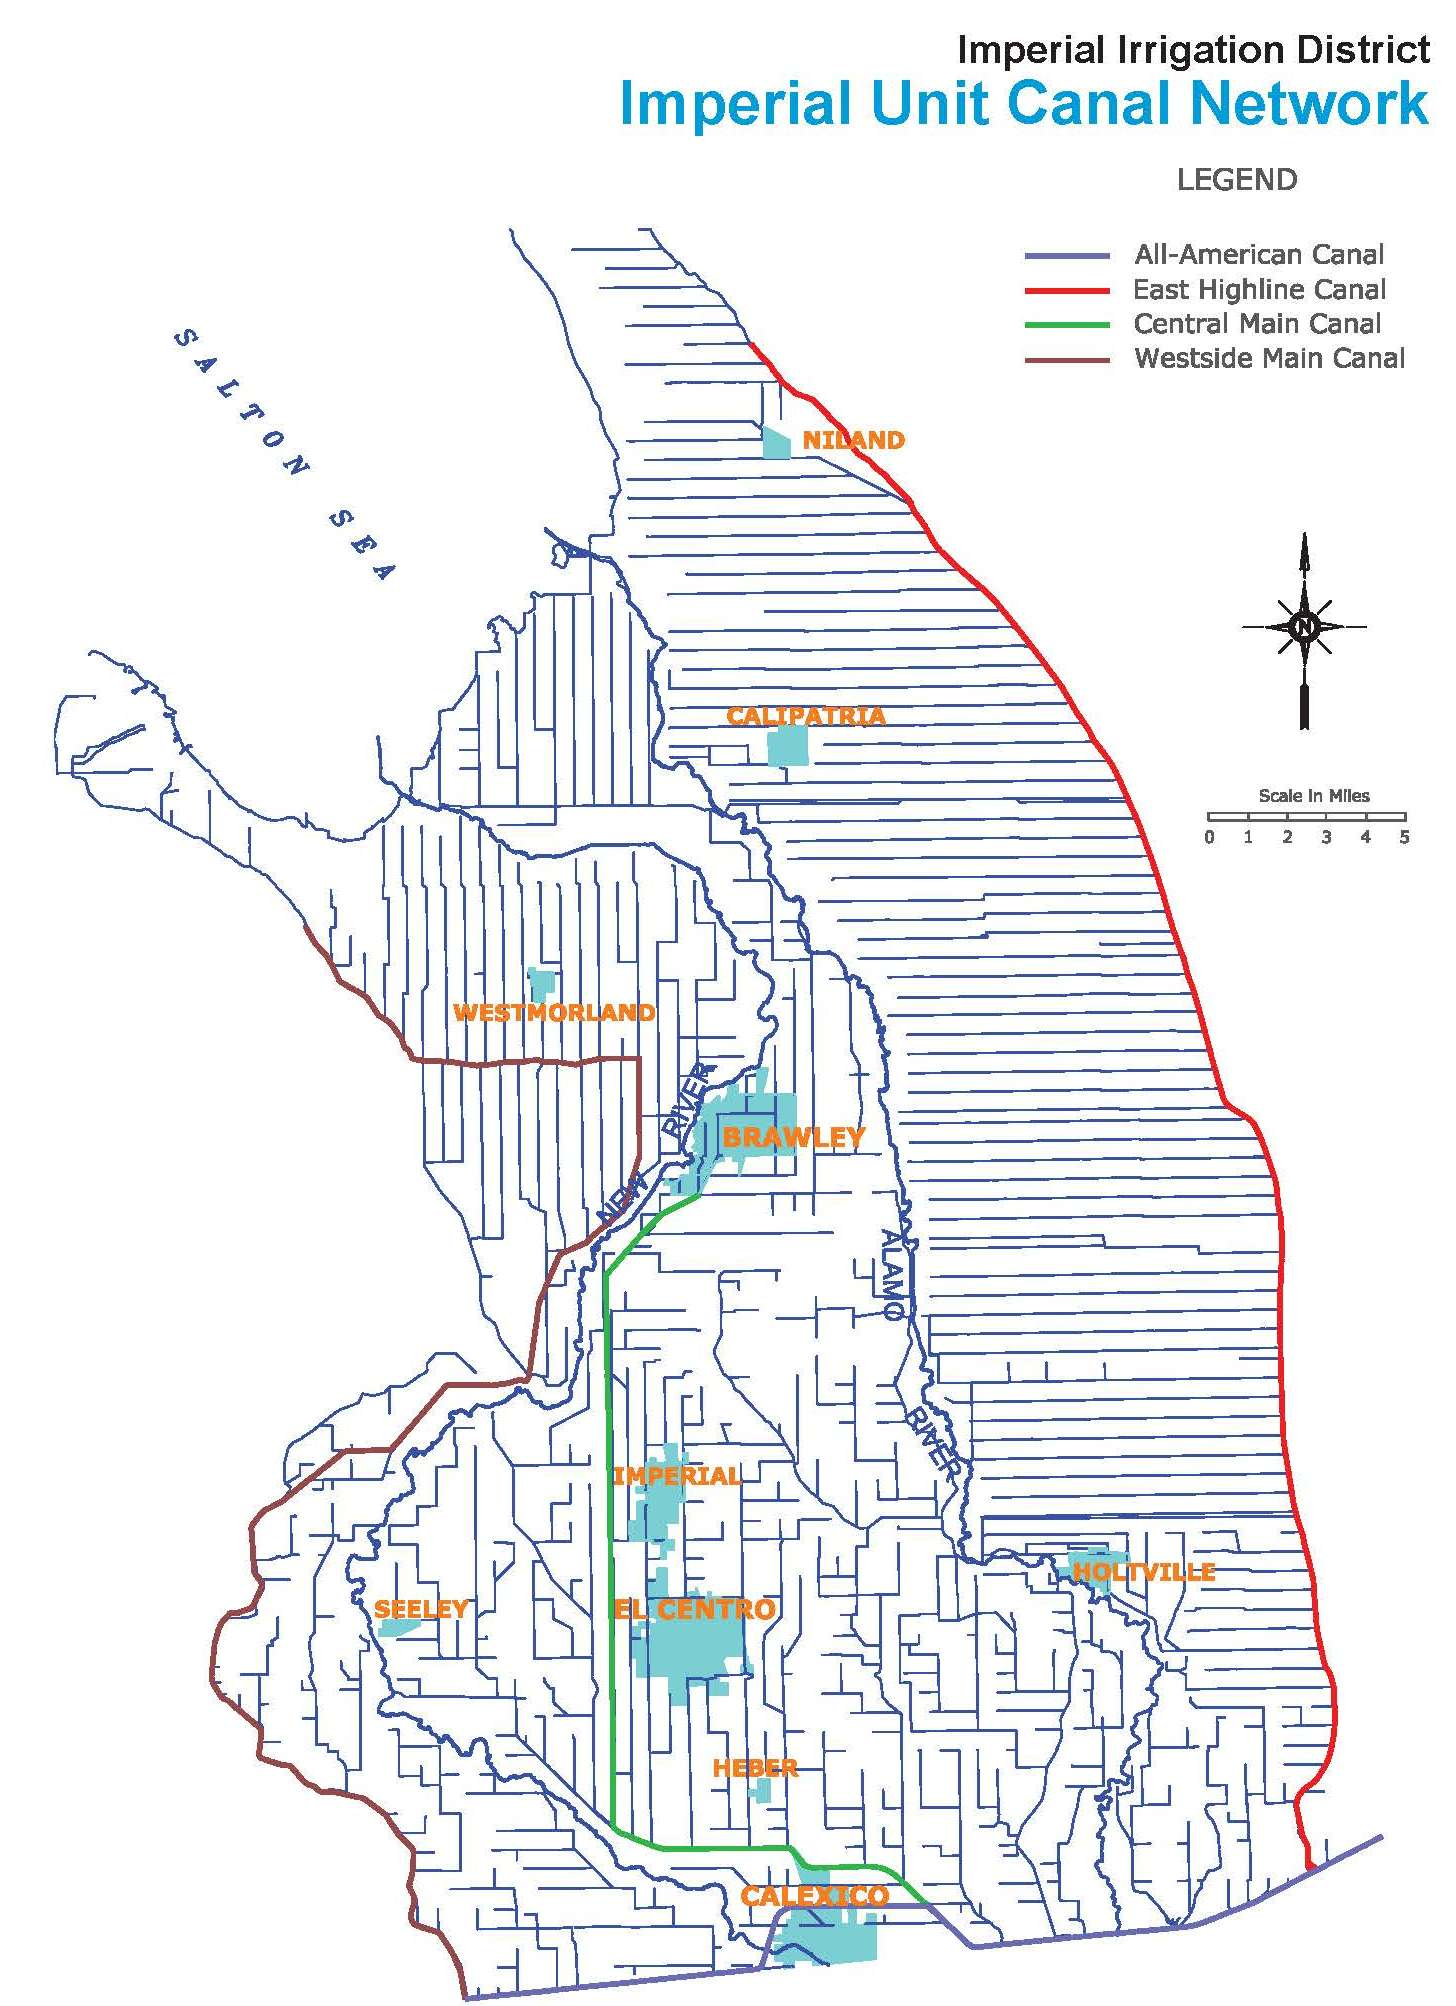 Imperial Irrigation District
Imperial Unit Canal Network
LEGEND
All-American Canal
East Highline Canal
Central Main Canal
Westside Main Canal
SALTON SEA
NILAND
N
CALIPATRIA
Scale in Miles
0 1 2 3 4 5
WESTMORLAND
NEW RIVER
BRAWLEY
ALAMO RIVER
IMPERIAL
HOLTVILLE
SEELEY
EL CENTRO
HEBER
CALEXICO